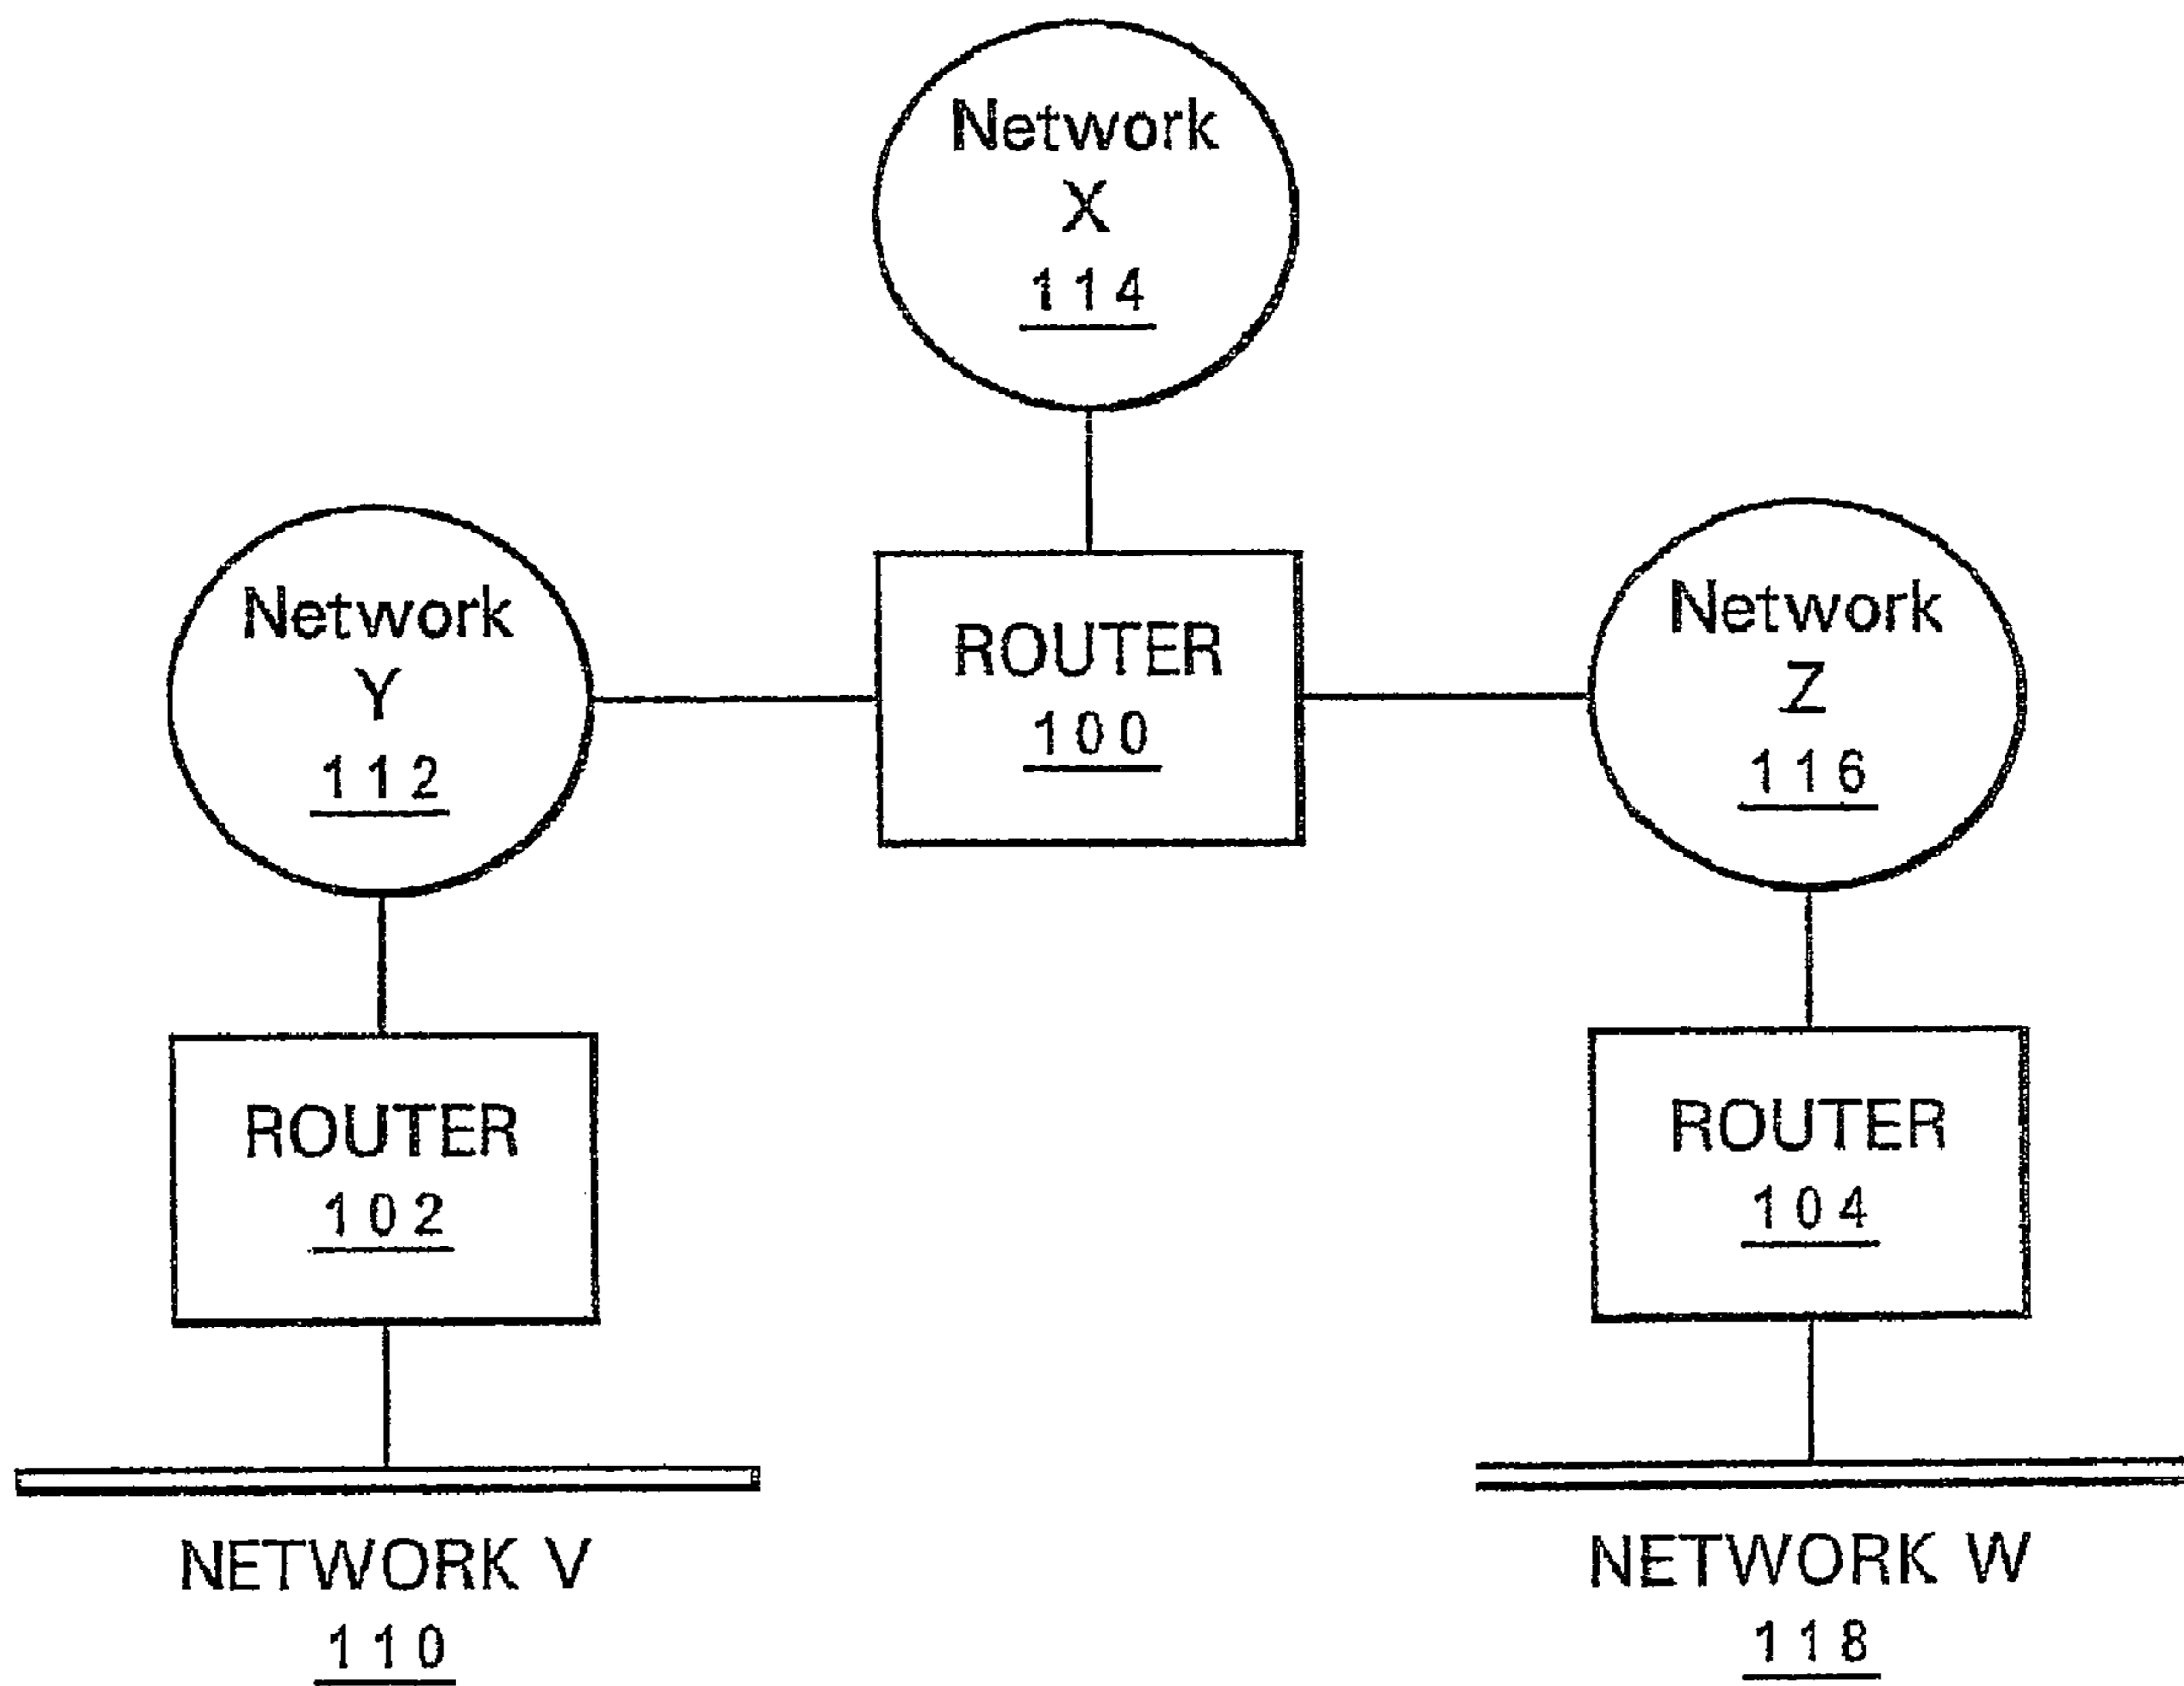 Network
X
114
Network
Y
112
ROUTER
100
Network
Z
116
ROUTER
102
ROUTER
104
NETWORK V
110
NETWORK W
118